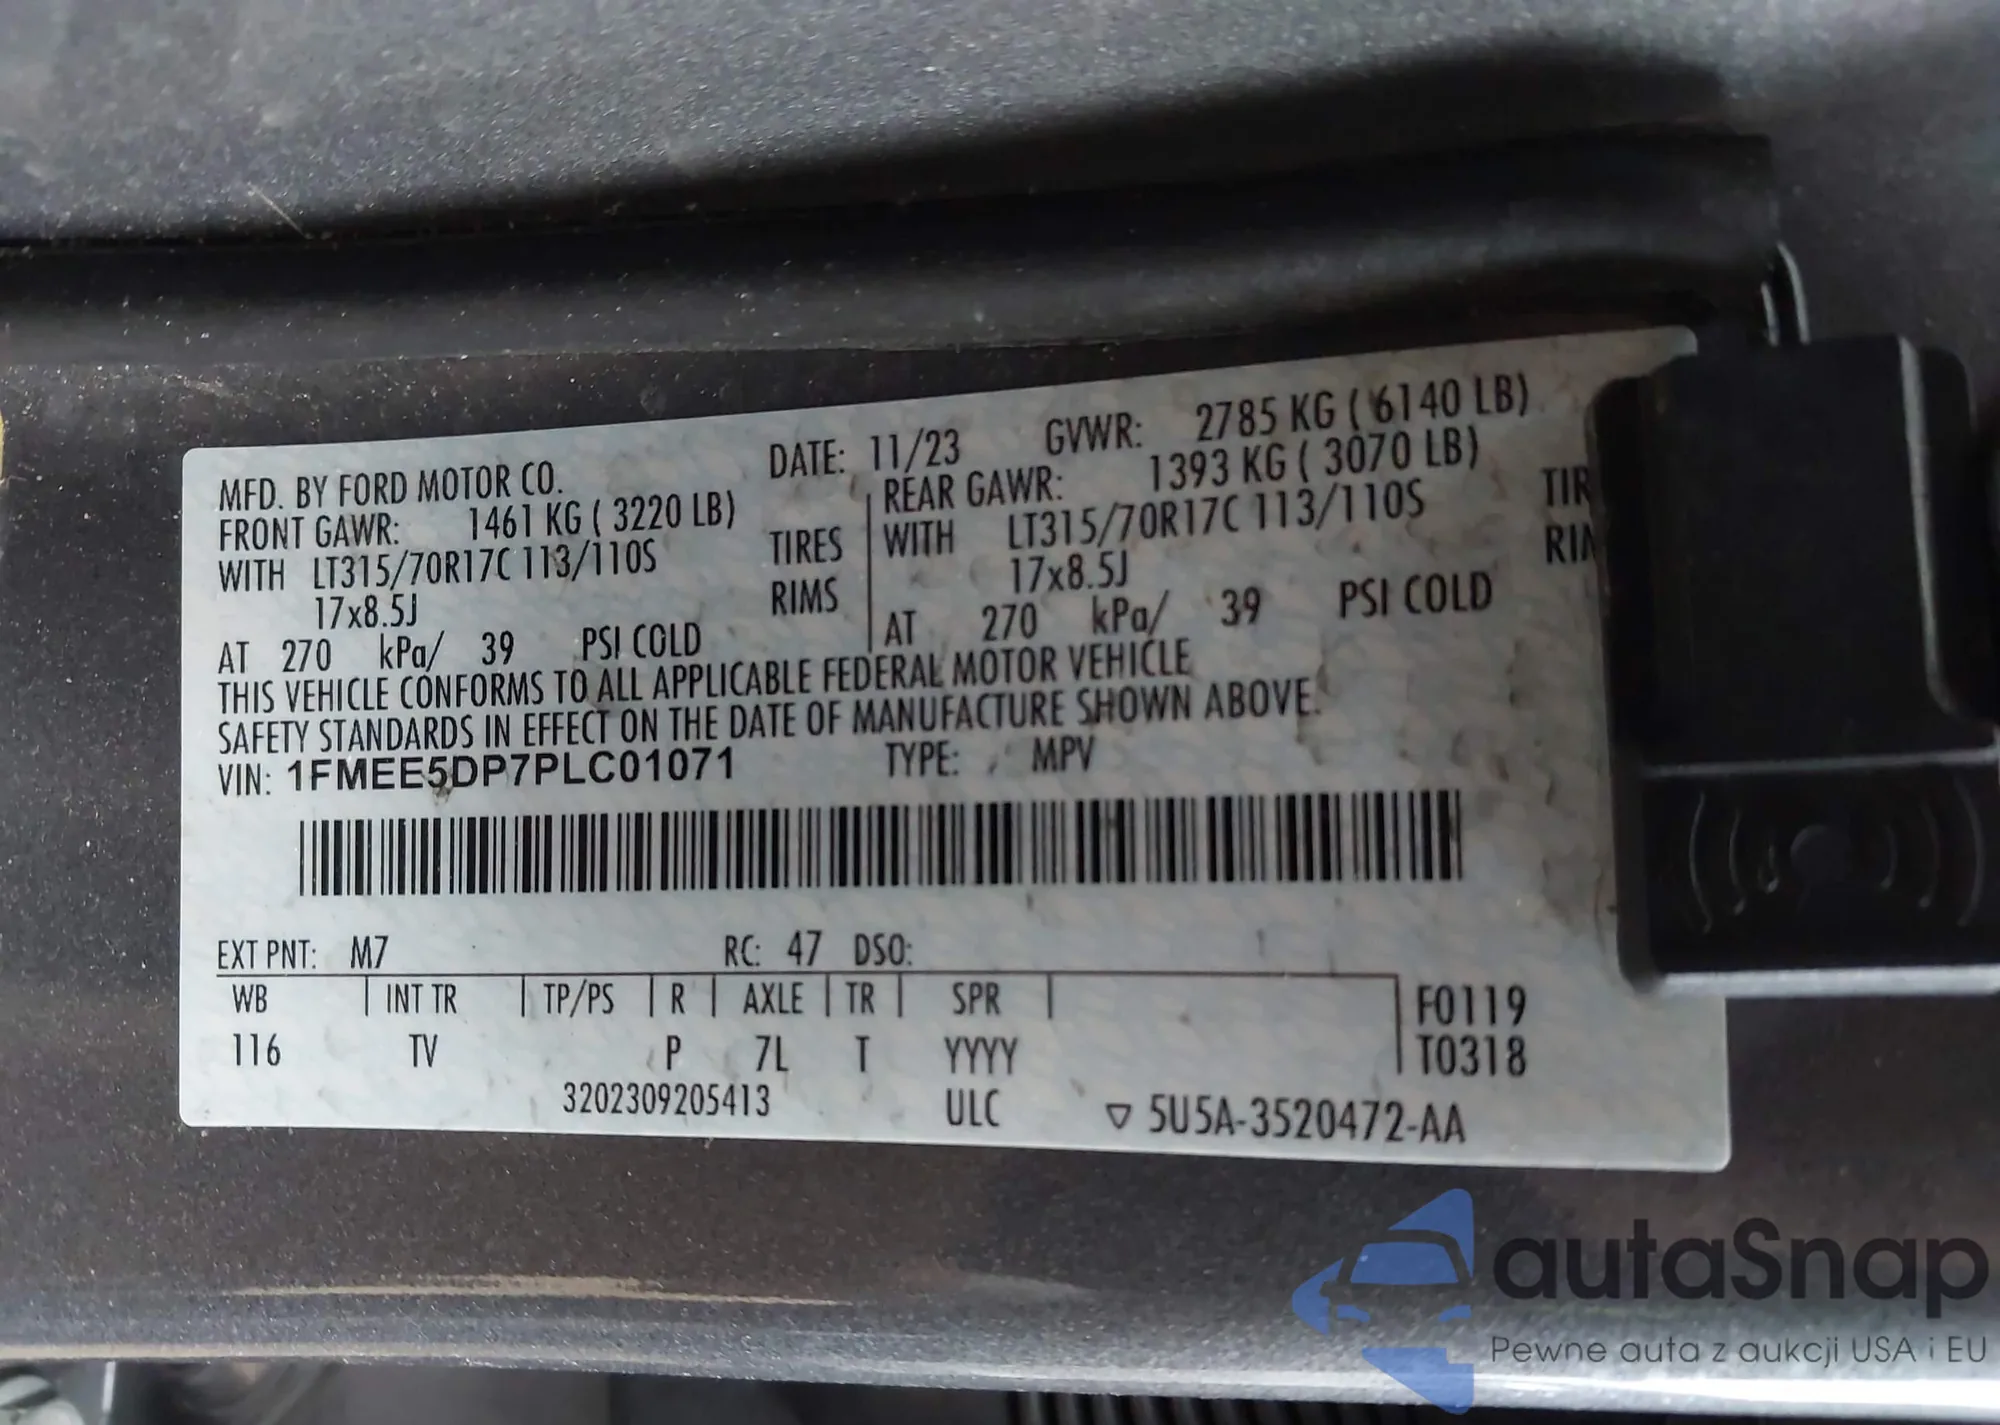 MFD. BY FORD MOTOR CO. DATE: 11/23 GVWR: 2785 KG ( 6140 LB)
FRONT GAWR: 1461 KG ( 3220 LB) REAR GAWR: 1393 KG ( 3070 LB)
WITH LT315/70R17C 113/110S TIRES WITH LT315/70R17C 113/110S TIR
17x8.5J RIMS 17x8.5J RIM
AT 270 kPa/ 39 PSI COLD AT 270 kPa/ 39 PSI COLD
THIS VEHICLE CONFORMS TO ALL APPLICABLE FEDERAL MOTOR VEHICLE
SAFETY STANDARDS IN EFFECT ON THE DATE OF MANUFACTURE SHOWN ABOVE.
VIN: 1FMEE5DP7PLC01071 TYPE: MPV
EXT PNT: M7 RC: 47 DSO:
WB INT TR TP/PS R AXLE TR SPR F0119
116 TV P 7L T YYYY T0318
3202309205413 ULC ▽ 5U5A-3520472-AA
autaSnap
Pewne auta z aukcji USA i EU